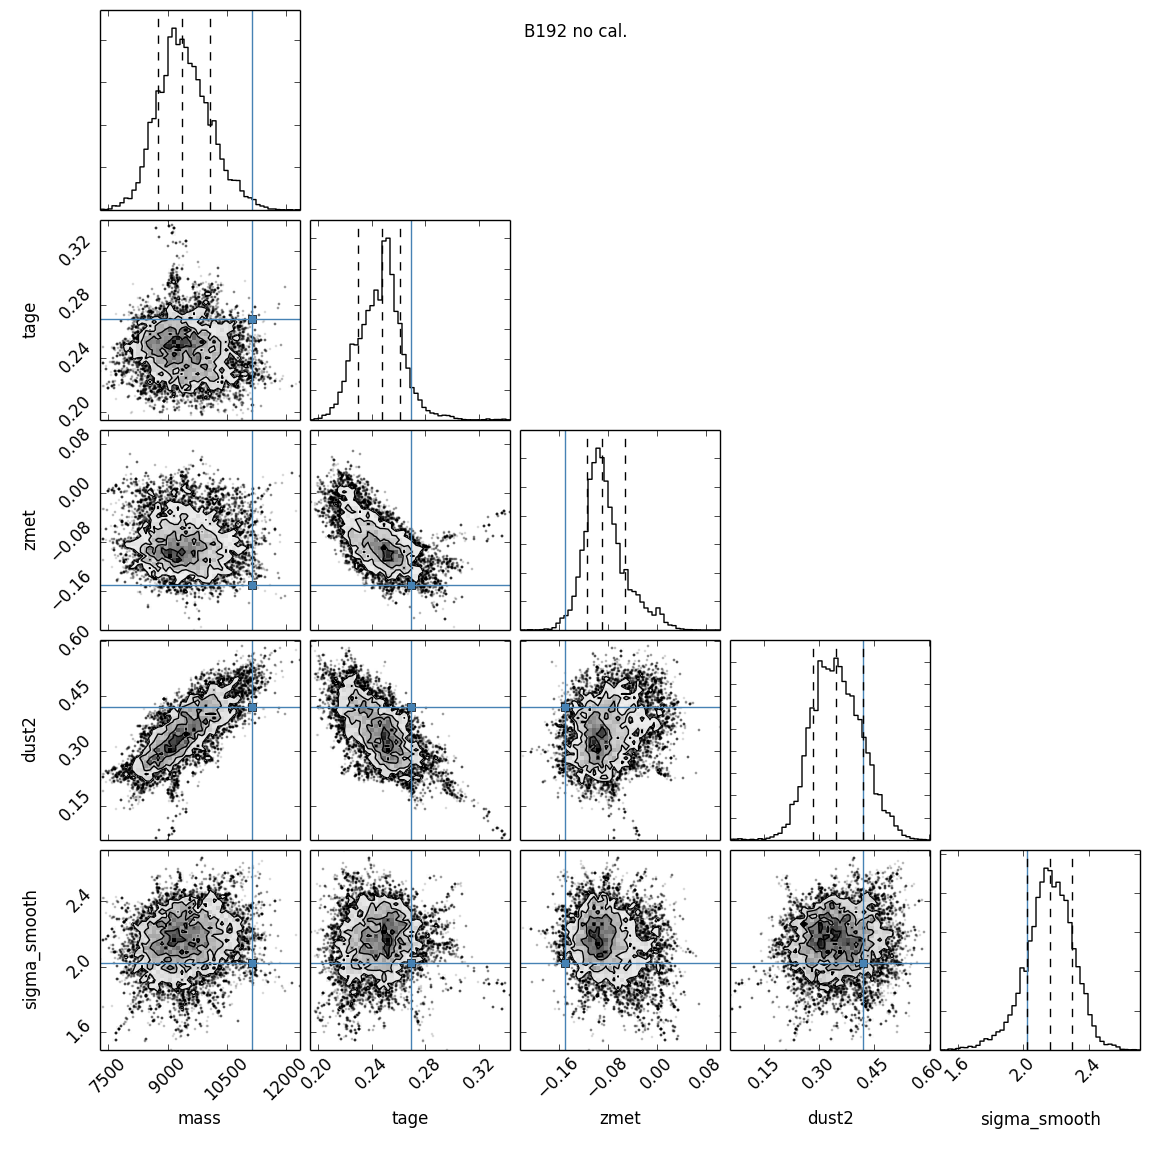 B192 no cal.
tage
0.32
0.28
0.24
0.20
zmet
0.08
0.00
−0.08
−0.16
dust2
0.60
0.45
0.30
0.15
sigma_smooth
2.4
2.0
1.6
7500 9000 10500 12000 0.20 0.24 0.28 0.32 −0.16 −0.08 0.00 0.08 0.15 0.30 0.45 0.60 1.6 2.0 2.4
mass tage zmet dust2 sigma_smooth